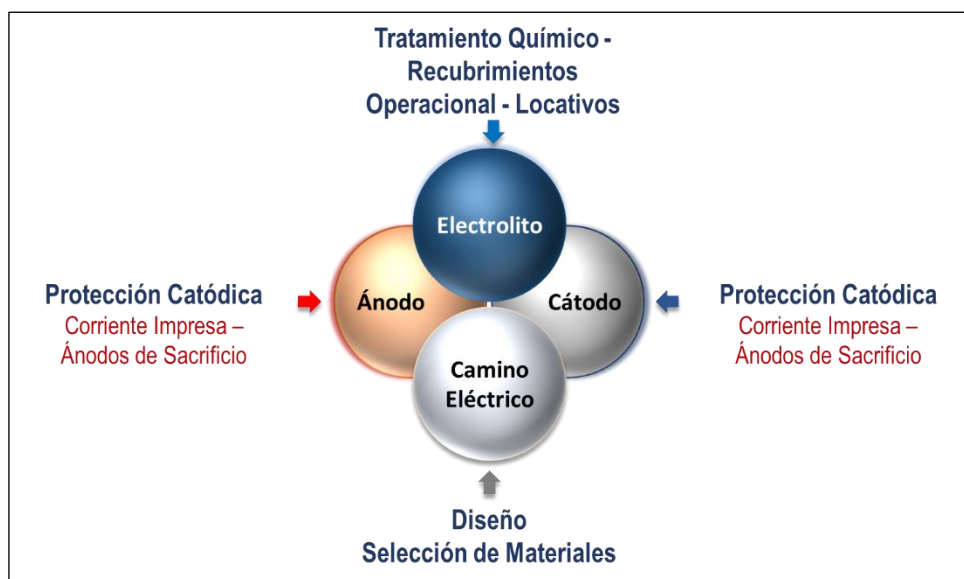 Tratamiento Químico -
Recubrimientos
Operacional - Locativos
Electrolito
Protección Catódica
Corriente Impresa –
Ánodos de Sacrificio
Ánodo
Cátodo
Protección Catódica
Corriente Impresa –
Ánodos de Sacrificio
Camino
Eléctrico
Diseño
Selección de Materiales